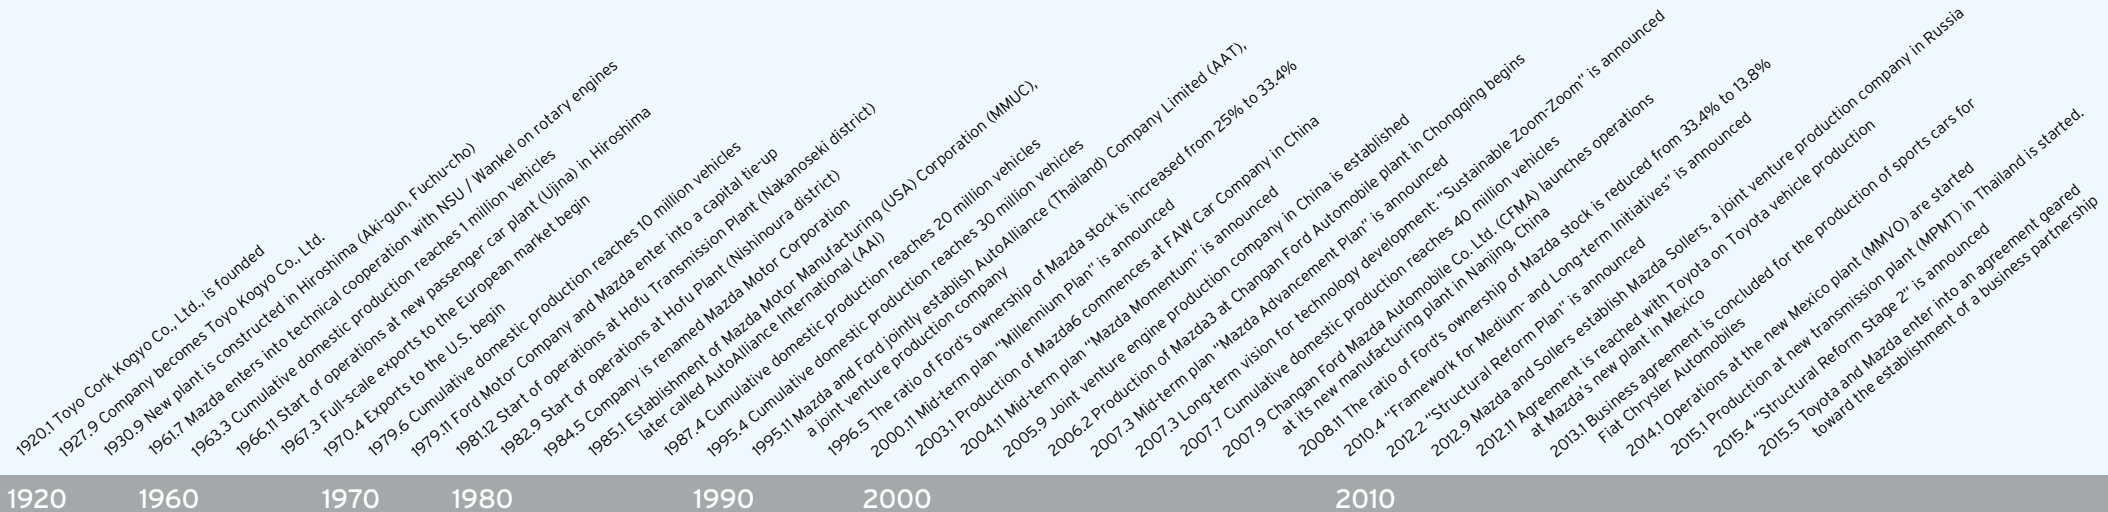 1920.1 Toyo Cork Kogyo Co., Ltd., is founded
1927.9 Company becomes Toyo Kogyo Co., Ltd.
1930.9 New plant is constructed in Hiroshima (Aki-gun, Fuchu-cho)
1961.7 Mazda enters into technical cooperation with NSU / Wankel on rotary engines
1963.3 Cumulative domestic production reaches 1 million vehicles
1966.11 Start of operations at new passenger car plant (Ujina) in Hiroshima
1967.3 Full-scale exports to the European market begin
1970.4 Exports to the U.S. begin
1979.6 Cumulative domestic production reaches 10 million vehicles
1979.11 Ford Motor Company and Mazda enter into a capital tie-up
1981.12 Start of operations at Hofu Transmission Plant (Nakanoseki district)
1982.9 Start of operations at Hofu Plant (Nishinoura district)
1984.5 Company is renamed Mazda Motor Corporation
1985.1 Establishment of Mazda Motor Manufacturing (USA) Corporation (MMUC),
later called AutoAlliance International (AAI)
1987.4 Cumulative domestic production reaches 20 million vehicles
1995.4 Cumulative domestic production reaches 30 million vehicles
1995.11 Mazda and Ford jointly establish AutoAlliance (Thailand) Company Limited (AAT),
a joint venture production company
1996.5 The ratio of Ford's ownership of Mazda stock is increased from 25% to 33.4%
2000.11 Mid-term plan "Millennium Plan" is announced
2003.1 Production of Mazda6 commences at FAW Car Company in China
2004.11 Mid-term plan "Mazda Momentum" is announced
2005.9 Joint venture engine production company in China is established
2006.2 Production of Mazda3 at Changan Ford Automobile plant in Chongqing begins
2007.3 Mid-term plan "Mazda Advancement Plan" is announced
2007.3 Long-term vision for technology development: "Sustainable Zoom-Zoom" is announced
2007.7 Cumulative domestic production reaches 40 million vehicles
2007.9 Changan Ford Mazda Automobile Co. Ltd. (CFMA) launches operations
at its new manufacturing plant in Nanjing, China
2008.11 The ratio of Ford's ownership of Mazda stock is reduced from 33.4% to 13.8%
2010.4 "Framework for Medium- and Long-term Initiatives" is announced
2012.2 "Structural Reform Plan" is announced
2012.9 Mazda and Sollers establish Mazda Sollers, a joint venture production company in Russia
2012.11 Agreement is reached with Toyota on Toyota vehicle production
at Mazda's new plant in Mexico
2013.1 Business agreement is concluded for the production of sports cars for
Fiat Chrysler Automobiles
2014.1 Operations at the new Mexico plant (MMVO) are started
2015.1 Production at new transmission plant (MPMT) in Thailand is started.
2015.4 "Structural Reform Stage 2" is announced
2015.5 Toyota and Mazda enter into an agreement geared
toward the establishment of a business partnership
1920
1960
1970
1980
1990
2000
2010